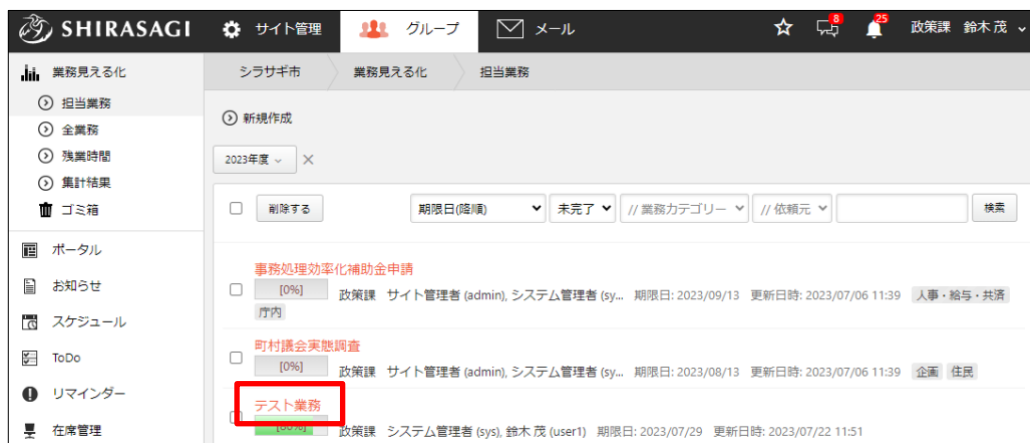 SHIRASAGI サイト管理 グループ メール 8 25 政策課 鈴木 茂
業務見える化
担当業務
全業務
残業時間
集計結果
ゴミ箱
ポータル
お知らせ
スケジュール
ToDo
リマインダー
在席管理
シラサギ市 業務見える化 担当業務
新規作成
2023年度
削除する 期限日(降順) 未完了 // 業務カテゴリー // 依頼元 検索
事務処理効率化補助金申請
[0%] 政策課 サイト管理者 (admin), システム管理者 (sy... 期限日: 2023/09/13 更新日時: 2023/07/06 11:39 人事・給与・共済
庁内
町村議会実態調査
[0%] 政策課 サイト管理者 (admin), システム管理者 (sy... 期限日: 2023/08/13 更新日時: 2023/07/06 11:39 企画 住民
テスト業務
政策課 システム管理者 (sys), 鈴木 茂 (user1) 期限日: 2023/07/29 更新日時: 2023/07/22 11:51